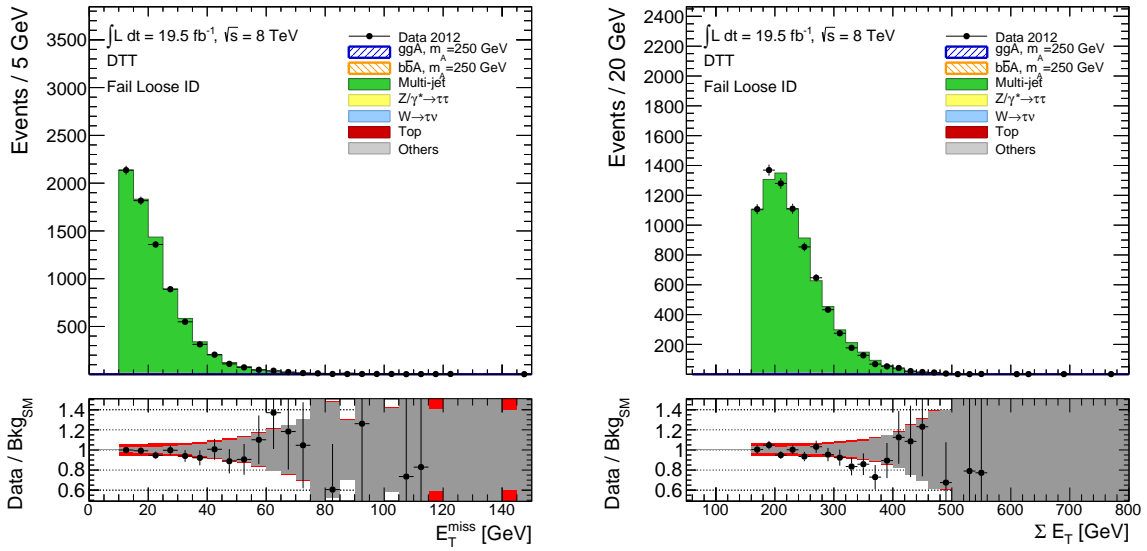 Events / 5 GeV
3500
3000
2500
2000
1500
1000
500
∫L dt = 19.5 fb⁻¹, √s = 8 TeV
DTT
Fail Loose ID
Data 2012
ggA, m_A=250 GeV
bb̄A, m_A=250 GeV
Multi-jet
Z/γ*→ττ
W→τν
Top
Others
Data / Bkg_SM
1.4
1.2
1
0.8
0.6
0 20 40 60 80 100 120 140
E_T^miss [GeV]
Events / 20 GeV
2400
2200
2000
1800
1600
1400
1200
1000
800
600
400
200
∫L dt = 19.5 fb⁻¹, √s = 8 TeV
DTT
Fail Loose ID
Data 2012
ggA, m_A=250 GeV
bb̄A, m_A=250 GeV
Multi-jet
Z/γ*→ττ
W→τν
Top
Others
Data / Bkg_SM
1.4
1.2
1
0.8
0.6
100 200 300 400 500 600 700 800
Σ E_T [GeV]